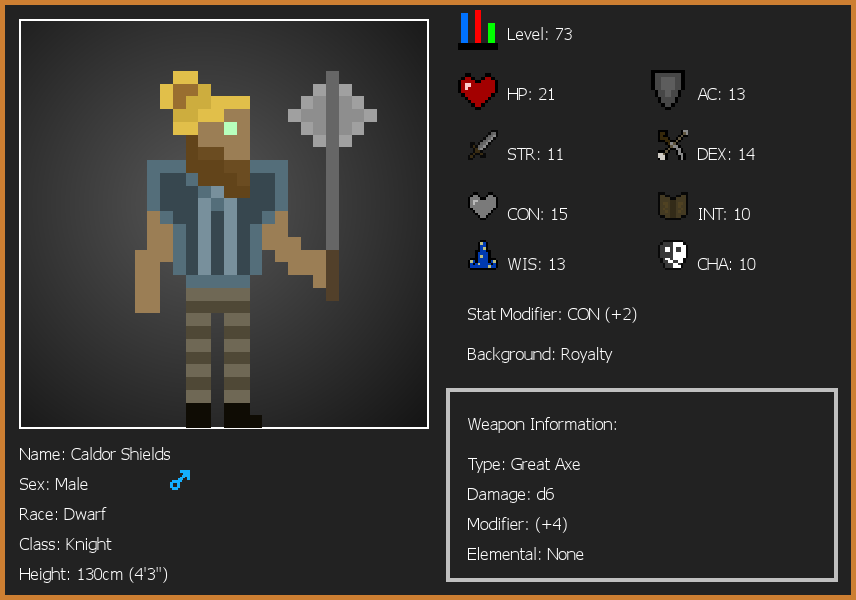 Level: 73
HP: 21
AC: 13
STR: 11
DEX: 14
CON: 15
INT: 10
WIS: 13
CHA: 10
Stat Modifier: CON (+2)
Background: Royalty
Weapon Information:
Type: Great Axe
Damage: d6
Modifier: (+4)
Elemental: None
Name: Caldor Shields
Sex: Male
Race: Dwarf
Class: Knight
Height: 130cm (4'3")